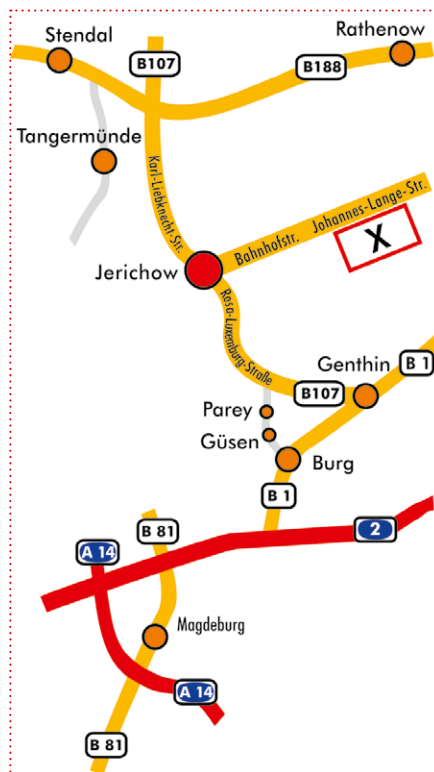 Stendal
Rathenow
B107
B188
Tangermünde
Karl-Liebknecht-Str.
Bahnhofstr. Johannes-Lange-Str.
X
Jerichow
Rosa-Luxemburg-Straße
Genthin
B 1
B107
Parey
Güsen
Burg
B 1
B 81
2
A 14
Magdeburg
A 14
B 81